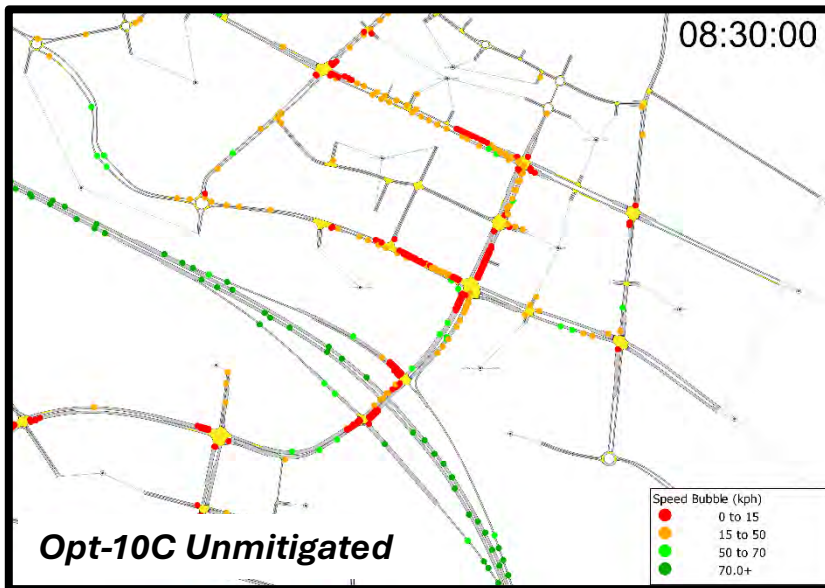 08:30:00
Speed Bubble (kph)
0 to 15
15 to 50
50 to 70
70.0+
Opt-10C Unmitigated